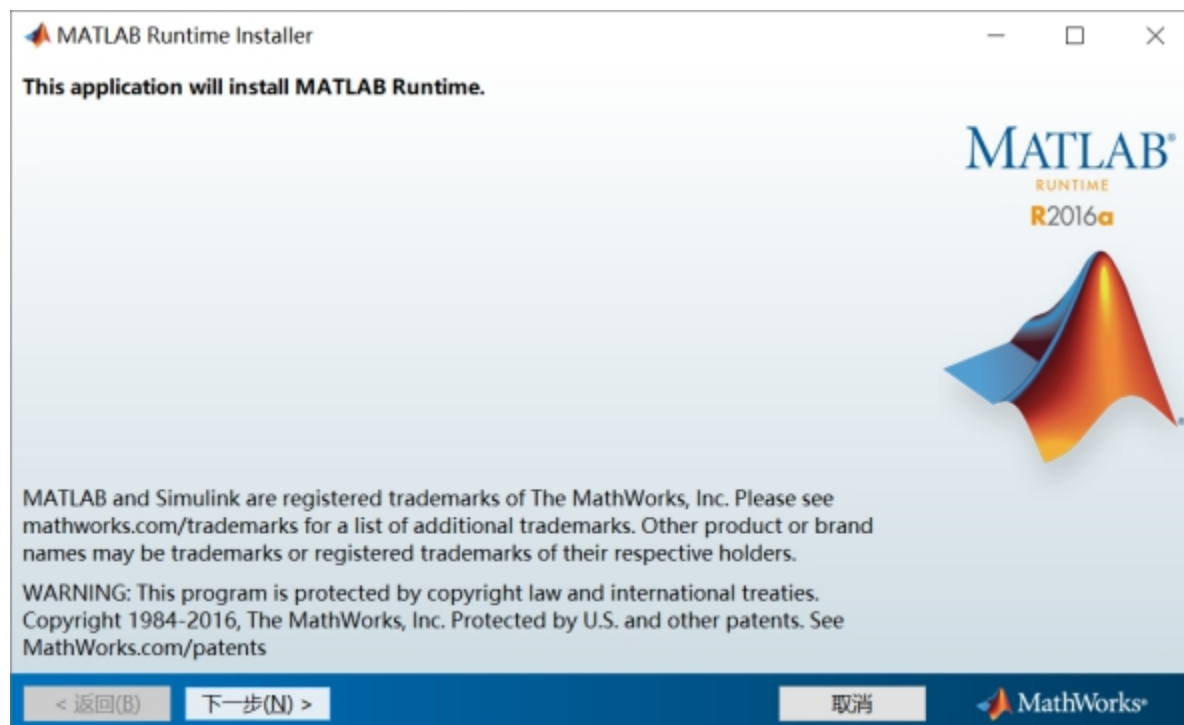 MATLAB Runtime Installer
This application will install MATLAB Runtime.
MATLAB®
RUNTIME
R2016a
MATLAB and Simulink are registered trademarks of The MathWorks, Inc. Please see
mathworks.com/trademarks for a list of additional trademarks. Other product or brand
names may be trademarks or registered trademarks of their respective holders.
WARNING: This program is protected by copyright law and international treaties.
Copyright 1984-2016, The MathWorks, Inc. Protected by U.S. and other patents. See
MathWorks.com/patents
< 返回(B)
下一步(N) >
取消
MathWorks®